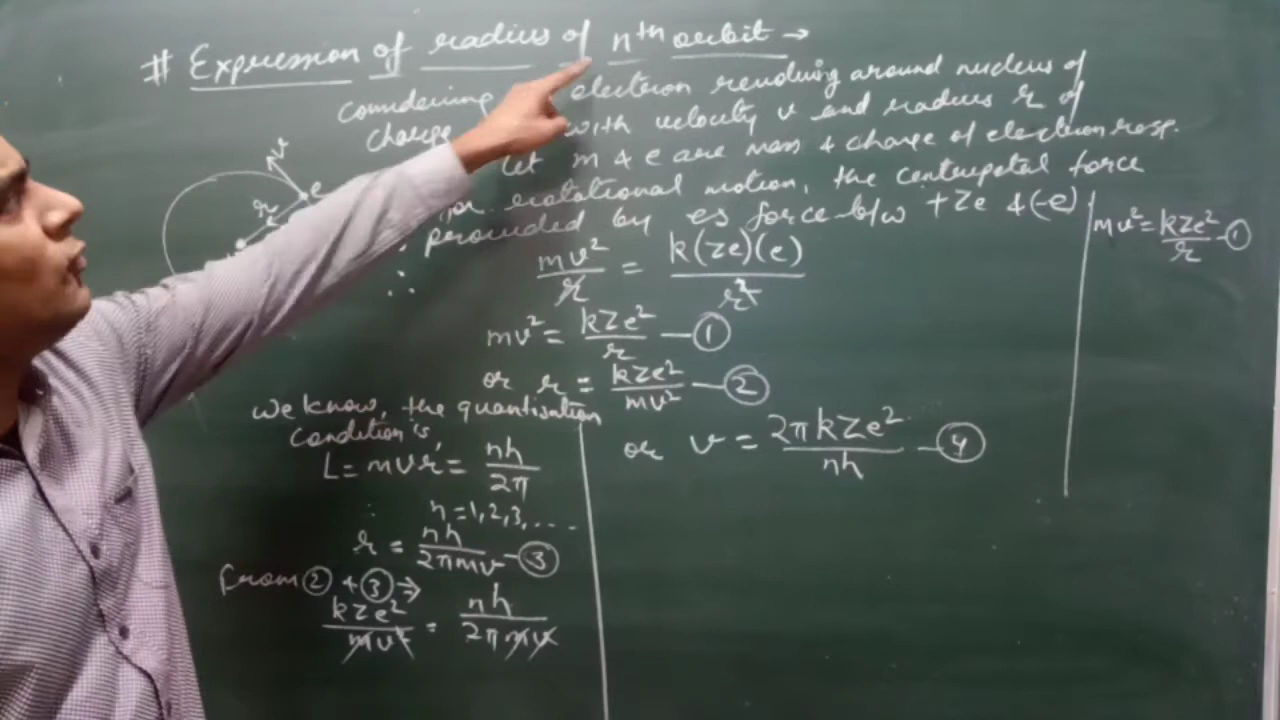 # Expression of radius of nth orbit →
Considering electron revolving around nucleus of
charge with velocity v and radius r of
Let m & e are mass & charge of electron resp.
for rotational motion, the centripetal force
provided by es force b/w +Ze & (-e)
v
e
r
∴ mv²/r = k(Ze)(e)/r²
mv² = kZe²/r — ①
or r = kZe²/mv² — ②
We know, the quantisation
Condition is,
L = mvr = nh/2π
∴ n = 1, 2, 3, ....
r = nh/2πmv — ③
From ② & ③ ⇒
kZe²/mv² = nh/2πmv
or v = 2πkZe²/nh — ④
mv² = kZe²/r — ①